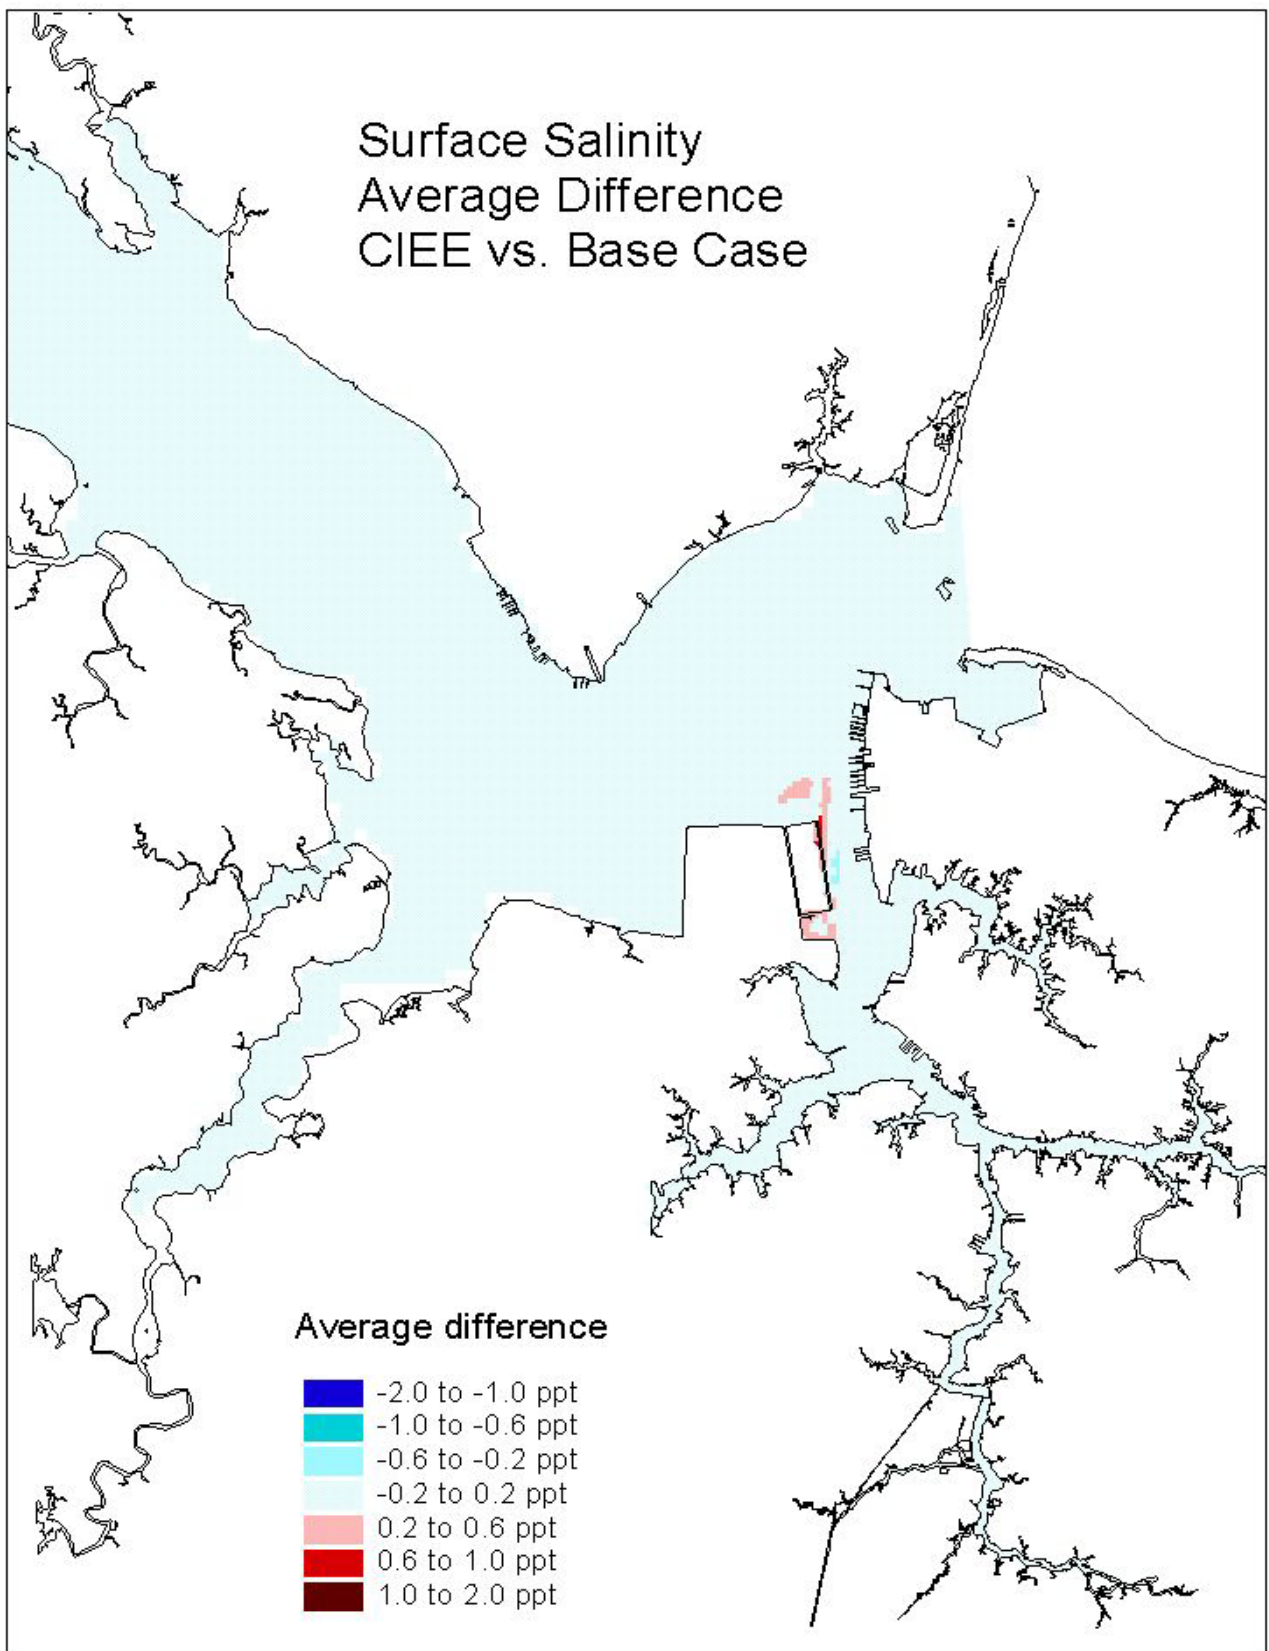 Surface Salinity
Average Difference
CIEE vs. Base Case
Average difference
-2.0 to -1.0 ppt
-1.0 to -0.6 ppt
-0.6 to -0.2 ppt
-0.2 to 0.2 ppt
0.2 to 0.6 ppt
0.6 to 1.0 ppt
1.0 to 2.0 ppt